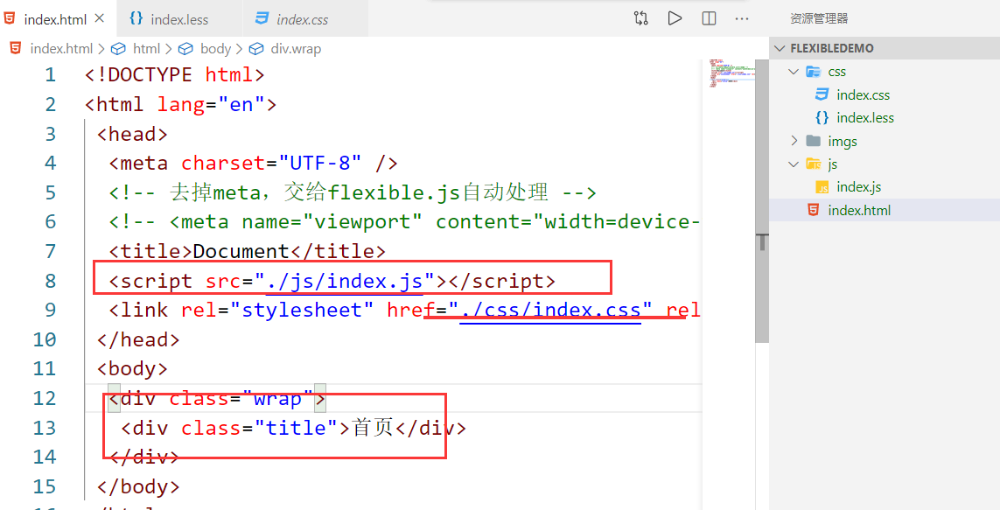 index.html
index.less
index.css
资源管理器
index.html > html > body > div.wrap
FLEXIBLEDEMO
css
index.css
index.less
imgs
js
index.js
index.html
1 <!DOCTYPE html>
2 <html lang="en">
3 <head>
4 <meta charset="UTF-8" />
5 <!-- 去掉meta，交给flexible.js自动处理 -->
6 <!-- <meta name="viewport" content="width=device-
7 <title>Document</title>
8 <script src="./js/index.js"></script>
9 <link rel="stylesheet" href="./css/index.css" rel
10 </head>
11 <body>
12 <div class="wrap">
13 <div class="title">首页</div>
14 </div>
15 </body>